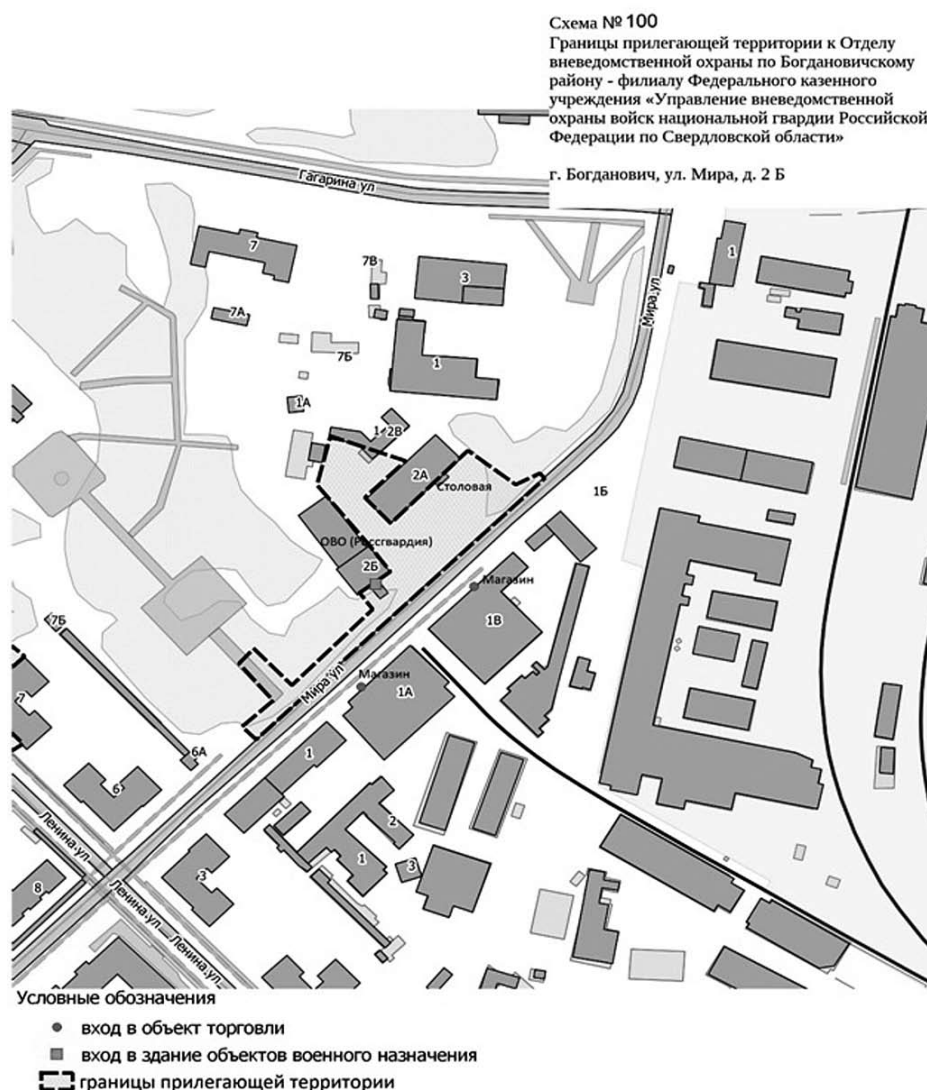 Схема № 100
Границы прилегающей территории к Отделу
вневедомственной охраны по Богдановичскому
району - филиалу Федерального казенного
учреждения «Управление вневедомственной
охраны войск национальной гвардии Российской
Федерации по Свердловской области»
г. Богданович, ул. Мира, д. 2 Б
Гагарина ул
7
7В
3
1
Мира ул
7А
7Б
1
1А
1
2В
2А
Столовая
1Б
ОВО (Россгвардия)
2Б
Магазин
1В
7Б
Мира ул
Магазин
1А
7
6А
1
6
2
Ленина ул
1
3
3
8
Ленина ул
Ленина ул
Условные обозначения
вход в объект торговли
вход в здание объектов военного назначения
границы прилегающей территории